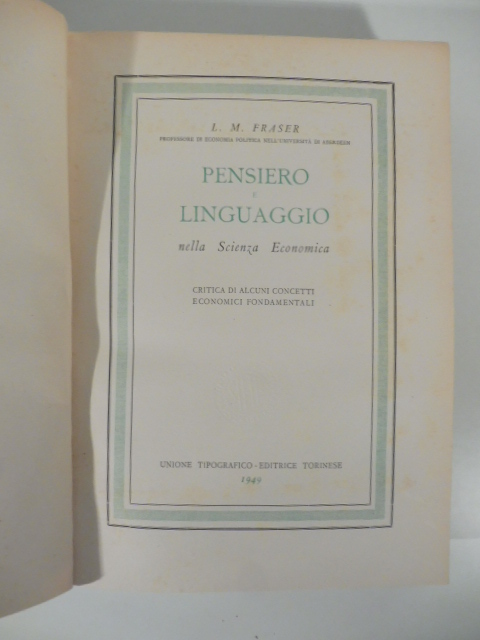 L. M. FRASER
PROFESSORE DI ECONOMIA POLITICA NELL'UNIVERSITÀ DI ABERDEEN
PENSIERO
E
LINGUAGGIO
nella Scienza Economica
CRITICA DI ALCUNI CONCETTI
ECONOMICI FONDAMENTALI
UNIONE TIPOGRAFICO-EDITRICE TORINESE
1949